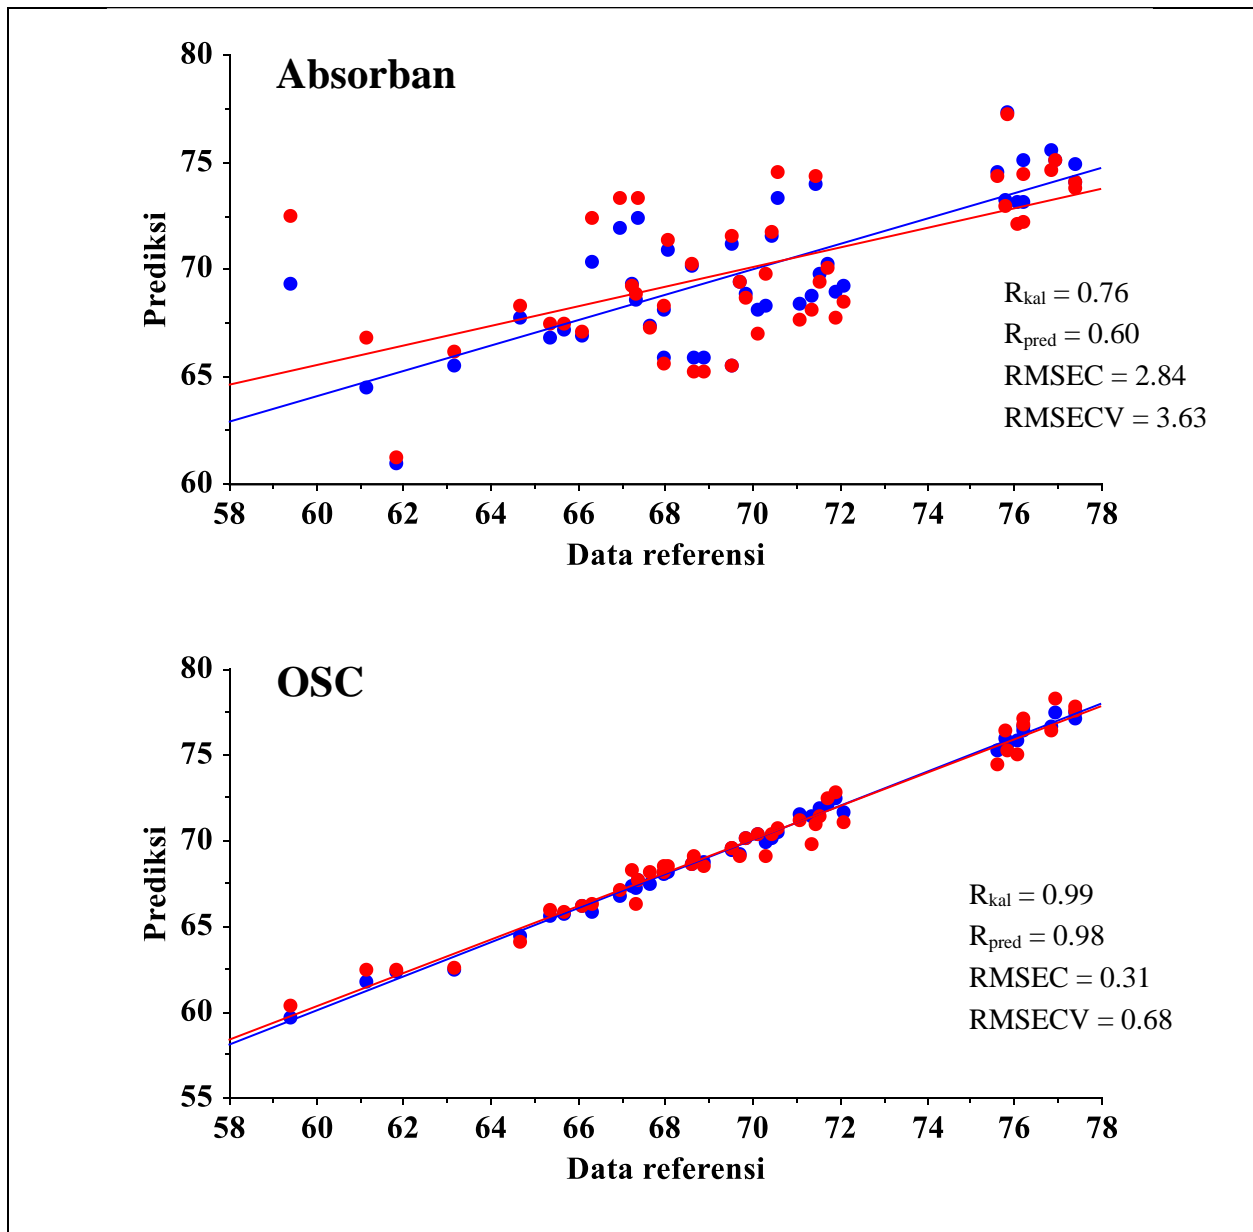 Absorban
80
75
70
65
60
Prediksi
58 60 62 64 66 68 70 72 74 76 78
Data referensi
Rkal = 0.76
Rpred = 0.60
RMSEC = 2.84
RMSECV = 3.63
OSC
80
75
70
65
60
55
Prediksi
58 60 62 64 66 68 70 72 74 76 78
Data referensi
Rkal = 0.99
Rpred = 0.98
RMSEC = 0.31
RMSECV = 0.68